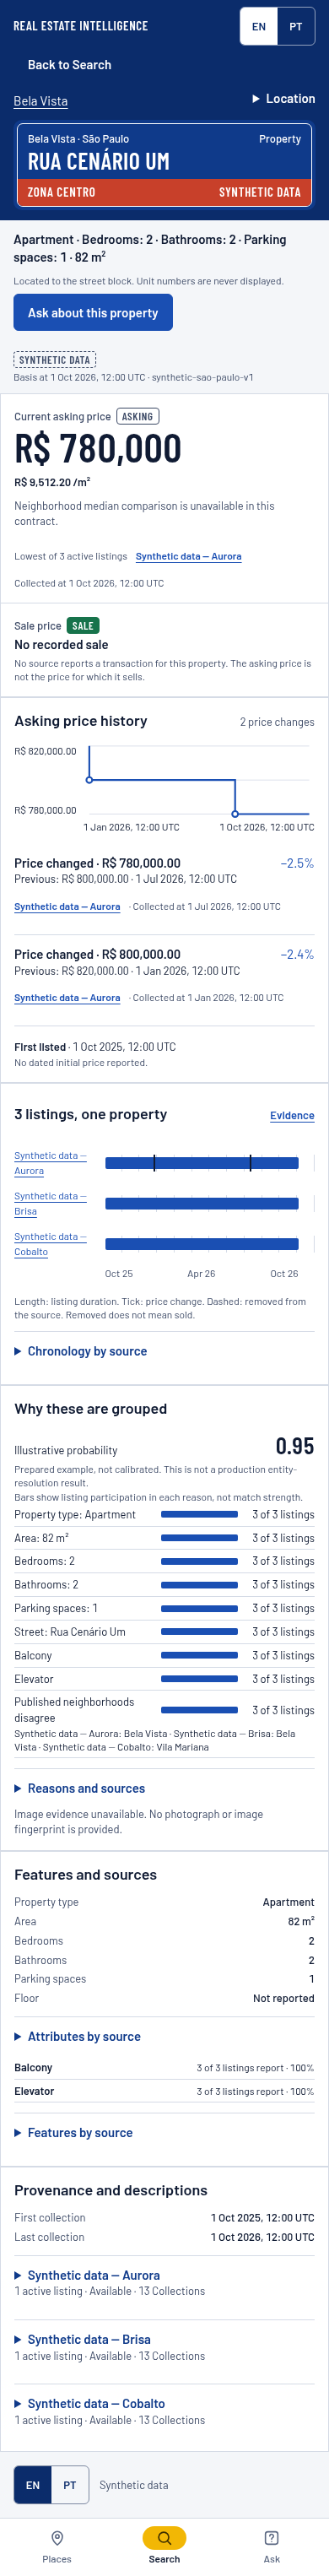 REAL ESTATE INTELLIGENCE
EN PT
Back to Search
Bela Vista
Location
Bela Vista · São Paulo Property
RUA CENÁRIO UM
ZONA CENTRO SYNTHETIC DATA
Apartment · Bedrooms: 2 · Bathrooms: 2 · Parking
spaces: 1 · 82 m²
Located to the street block. Unit numbers are never displayed.
Ask about this property
SYNTHETIC DATA
Basis at 1 Oct 2026, 12:00 UTC · synthetic-sao-paulo-v1
Current asking price ASKING
R$ 780,000
R$ 9,512.20 /m²
Neighborhood median comparison is unavailable in this
contract.
Lowest of 3 active listings Synthetic data — Aurora
Collected at 1 Oct 2026, 12:00 UTC
Sale price SALE
No recorded sale
No source reports a transaction for this property. The asking price is
not the price for which it sells.
Asking price history 2 price changes
R$ 820,000.00
R$ 780,000.00
1 Jan 2026, 12:00 UTC 1 Oct 2026, 12:00 UTC
Price changed · R$ 780,000.00 −2.5%
Previous: R$ 800,000.00 · 1 Jul 2026, 12:00 UTC
Synthetic data — Aurora · Collected at 1 Jul 2026, 12:00 UTC
Price changed · R$ 800,000.00 −2.4%
Previous: R$ 820,000.00 · 1 Jan 2026, 12:00 UTC
Synthetic data — Aurora · Collected at 1 Jan 2026, 12:00 UTC
First listed · 1 Oct 2025, 12:00 UTC
No dated initial price reported.
3 listings, one property Evidence
Synthetic data —
Aurora
Synthetic data —
Brisa
Synthetic data —
Cobalto
Oct 25 Apr 26 Oct 26
Length: listing duration. Tick: price change. Dashed: removed from
the source. Removed does not mean sold.
Chronology by source
Why these are grouped
Illustrative probability 0.95
Prepared example, not calibrated. This is not a production entity-
resolution result.
Bars show listing participation in each reason, not match strength.
Property type: Apartment 3 of 3 listings
Area: 82 m² 3 of 3 listings
Bedrooms: 2 3 of 3 listings
Bathrooms: 2 3 of 3 listings
Parking spaces: 1 3 of 3 listings
Street: Rua Cenário Um 3 of 3 listings
Balcony 3 of 3 listings
Elevator 3 of 3 listings
Published neighborhoods
disagree 3 of 3 listings
Synthetic data — Aurora: Bela Vista · Synthetic data — Brisa: Bela
Vista · Synthetic data — Cobalto: Vila Mariana
Reasons and sources
Image evidence unavailable. No photograph or image
fingerprint is provided.
Features and sources
Property type Apartment
Area 82 m²
Bedrooms 2
Bathrooms 2
Parking spaces 1
Floor Not reported
Attributes by source
Balcony 3 of 3 listings report · 100%
Elevator 3 of 3 listings report · 100%
Features by source
Provenance and descriptions
First collection 1 Oct 2025, 12:00 UTC
Last collection 1 Oct 2026, 12:00 UTC
Synthetic data — Aurora
1 active listing · Available · 13 Collections
Synthetic data — Brisa
1 active listing · Available · 13 Collections
Synthetic data — Cobalto
1 active listing · Available · 13 Collections
EN PT Synthetic data
Places Search Ask